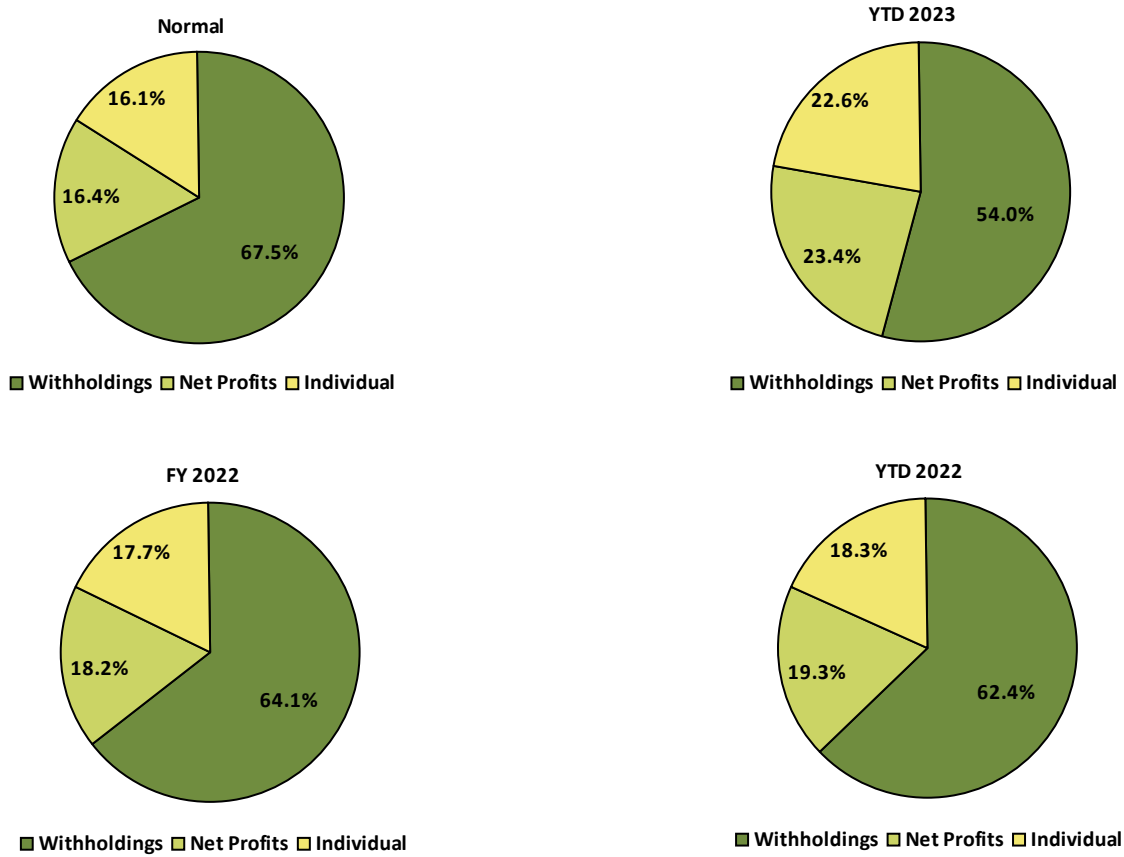 Normal
16.1%
16.4%
67.5%
Withholdings Net Profits Individual
YTD 2023
22.6%
54.0%
23.4%
Withholdings Net Profits Individual
FY 2022
17.7%
18.2%
64.1%
Withholdings Net Profits Individual
YTD 2022
18.3%
19.3%
62.4%
Withholdings Net Profits Individual